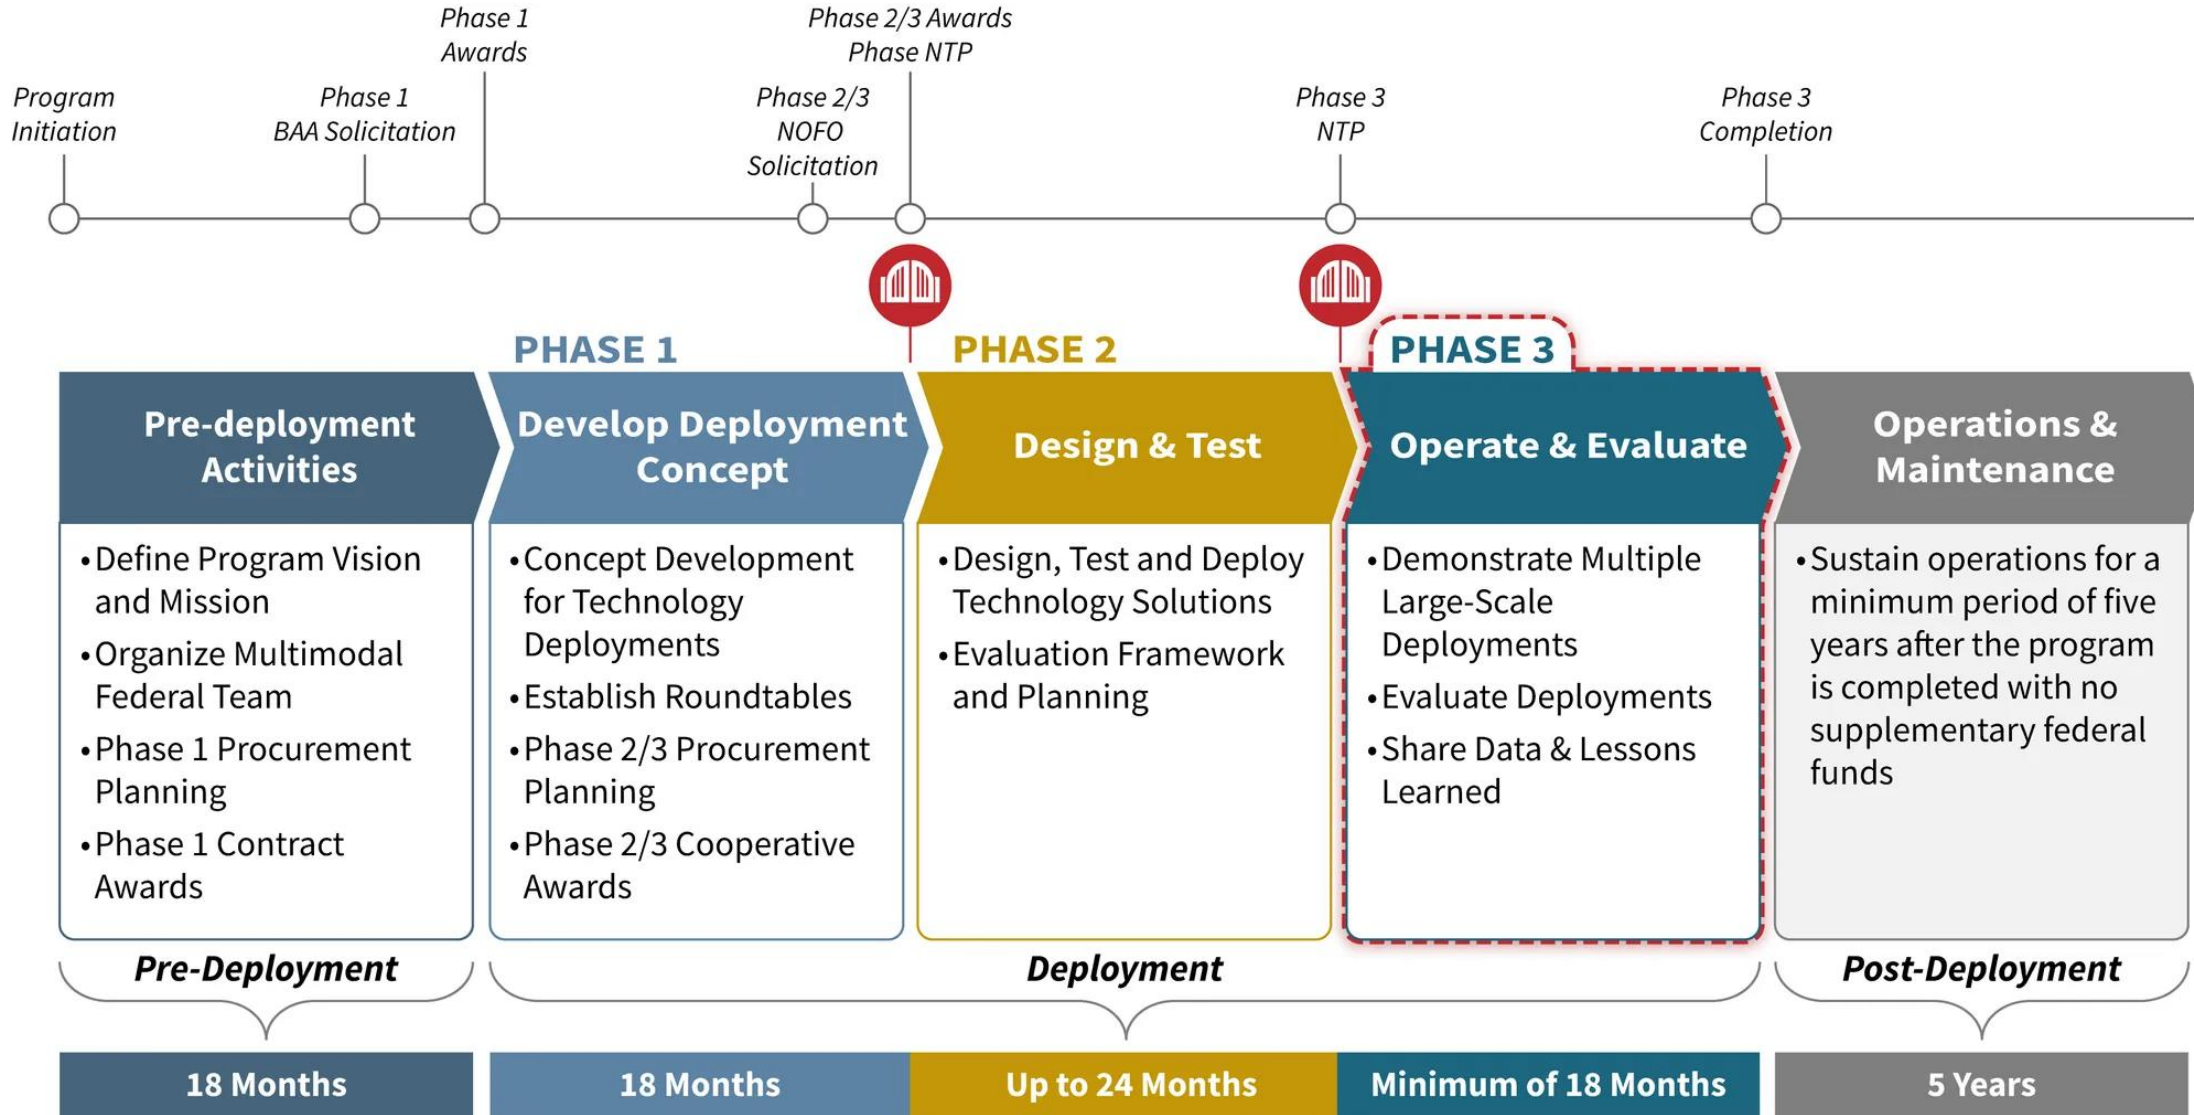 Phase 1
Awards
Phase 2/3 Awards
Phase NTP
Program
Initiation
Phase 1
BAA Solicitation
Phase 2/3
NOFO
Solicitation
Phase 3
NTP
Phase 3
Completion
PHASE 1
PHASE 2
PHASE 3
Pre-deployment
Activities
Develop Deployment
Concept
Design & Test
Operate & Evaluate
Operations &
Maintenance
•Define Program Vision
and Mission
•Organize Multimodal
Federal Team
•Phase 1 Procurement
Planning
•Phase 1 Contract
Awards
•Concept Development
for Technology
Deployments
•Establish Roundtables
•Phase 2/3 Procurement
Planning
•Phase 2/3 Cooperative
Awards
•Design, Test and Deploy
Technology Solutions
•Evaluation Framework
and Planning
•Demonstrate Multiple
Large-Scale
Deployments
•Evaluate Deployments
•Share Data & Lessons
Learned
•Sustain operations for a
minimum period of five
years after the program
is completed with no
supplementary federal
funds
Pre-Deployment
Deployment
Post-Deployment
18 Months
18 Months
Up to 24 Months
Minimum of 18 Months
5 Years